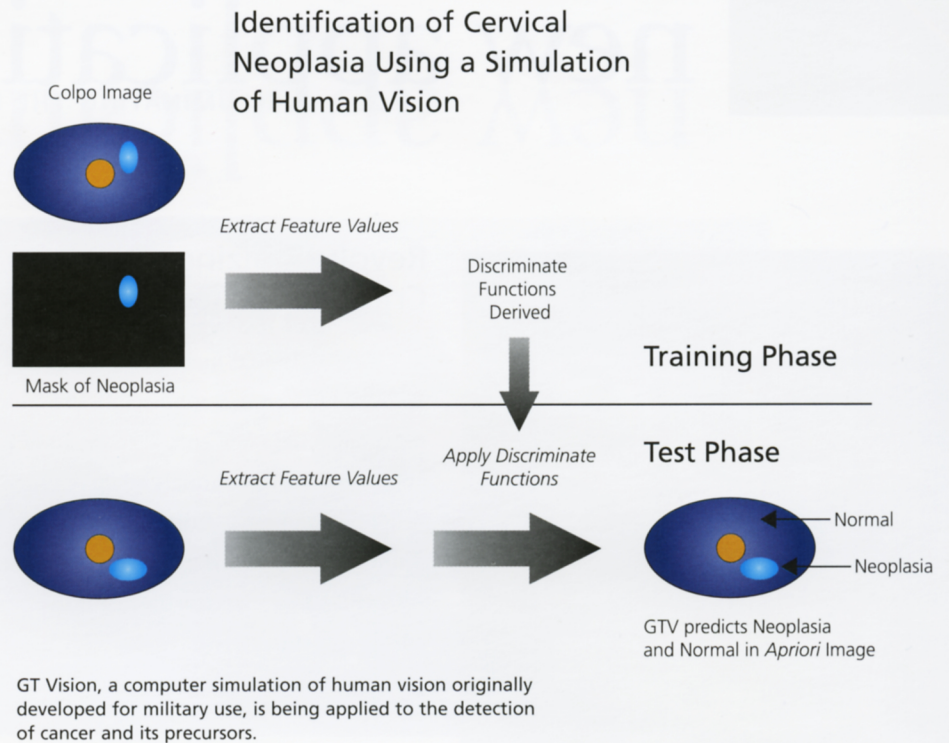 Identification of Cervical
Neoplasia Using a Simulation
of Human Vision
Colpo Image
Extract Feature Values
Discriminate
Functions
Derived
Mask of Neoplasia
Training Phase
Test Phase
Extract Feature Values
Apply Discriminate
Functions
Normal
Neoplasia
GTV predicts Neoplasia
and Normal in Apriori Image
GT Vision, a computer simulation of human vision originally
developed for military use, is being applied to the detection
of cancer and its precursors.